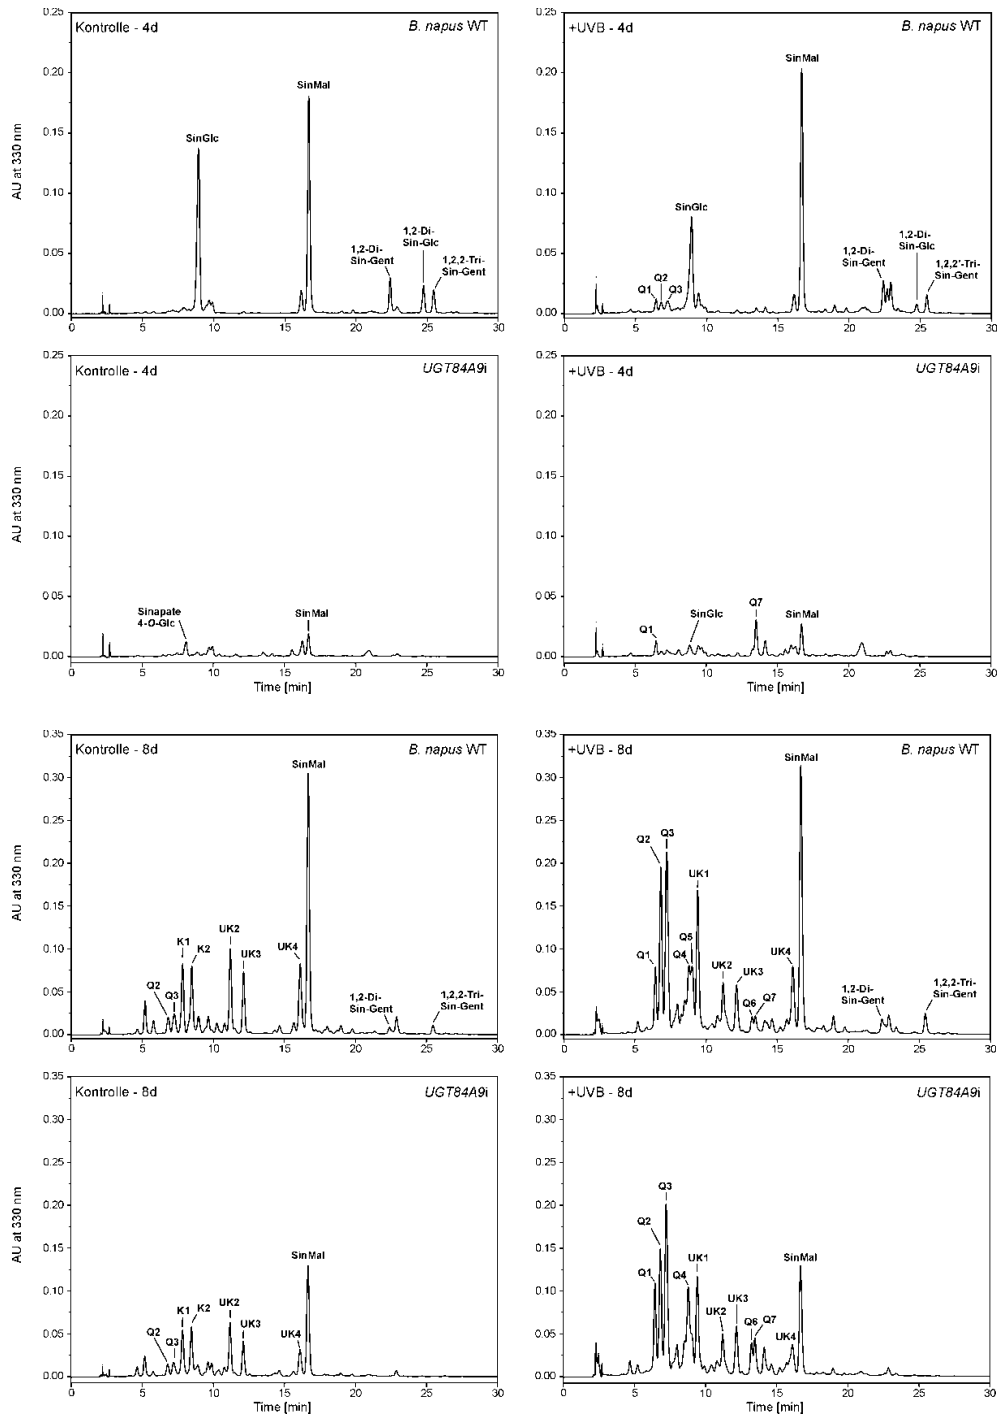 Kontrolle - 4d
B. napus WT
AU at 330 nm
0.25
0.20
0.15
0.10
0.05
0.00
0 5 10 15 20 25 30
SinGlc
SinMal
1,2-Di-
Sin-Gent
1,2-Di-
Sin-Glc
1,2,2-Tri-
Sin-Gent
+UVB - 4d
B. napus WT
0.25
0.20
0.15
0.10
0.05
0.00
0 5 10 15 20 25 30
Q1
Q2
Q3
SinGlc
SinMal
1,2-Di-
Sin-Gent
1,2-Di-
Sin-Glc
1,2,2'-Tri-
Sin-Gent
Kontrolle - 4d
UGT84A9i
AU at 330 nm
0.25
0.20
0.15
0.10
0.05
0.00
0 5 10 15 20 25 30
Time [min]
Sinapate
4-O-Glc
SinMal
+UVB - 4d
UGT84A9i
0.25
0.20
0.15
0.10
0.05
0.00
0 5 10 15 20 25 30
Time [min]
Q1
SinGlc
Q7
SinMal
Kontrolle - 8d
B. napus WT
AU at 330 nm
0.35
0.30
0.25
0.20
0.15
0.10
0.05
0.00
0 5 10 15 20 25 30
Q2
Q3
K1
K2
UK2
UK3
UK4
SinMal
1,2-Di-
Sin-Gent
1,2,2-Tri-
Sin-Gent
+UVB - 8d
B. napus WT
0.35
0.30
0.25
0.20
0.15
0.10
0.05
0.00
0 5 10 15 20 25 30
Q1
Q2
Q3
Q4
Q5
UK1
UK2
UK3
Q6
Q7
UK4
SinMal
1,2-Di-
Sin-Gent
1,2,2-Tri-
Sin-Gent
Kontrolle - 8d
UGT84A9i
AU at 330 nm
0.35
0.30
0.25
0.20
0.15
0.10
0.05
0.00
0 5 10 15 20 25 30
Time [min]
Q2
Q3
K1
K2
UK2
UK3
UK4
SinMal
+UVB - 8d
UGT84A9i
0.35
0.30
0.25
0.20
0.15
0.10
0.05
0.00
0 5 10 15 20 25 30
Time [min]
Q1
Q2
Q3
Q4
UK1
UK2
UK3
Q6
Q7
UK4
SinMal